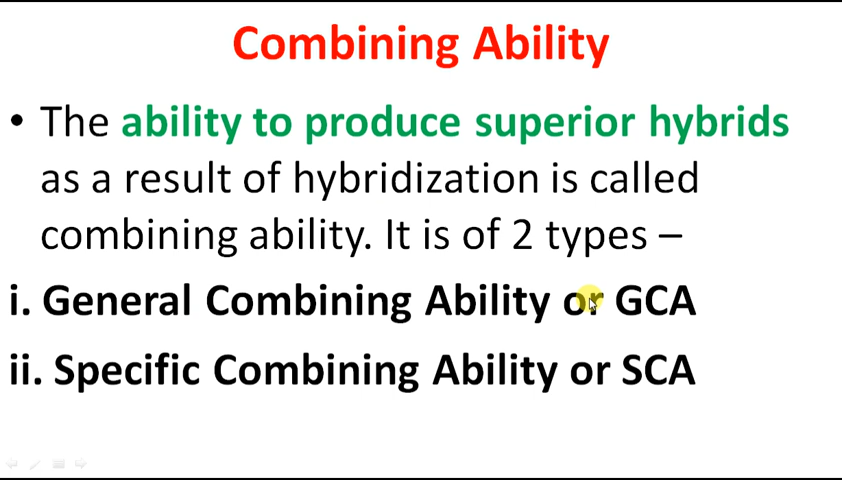 Combining Ability
• The ability to produce superior hybrids
as a result of hybridization is called
combining ability. It is of 2 types –
i. General Combining Ability or GCA
ii. Specific Combining Ability or SCA